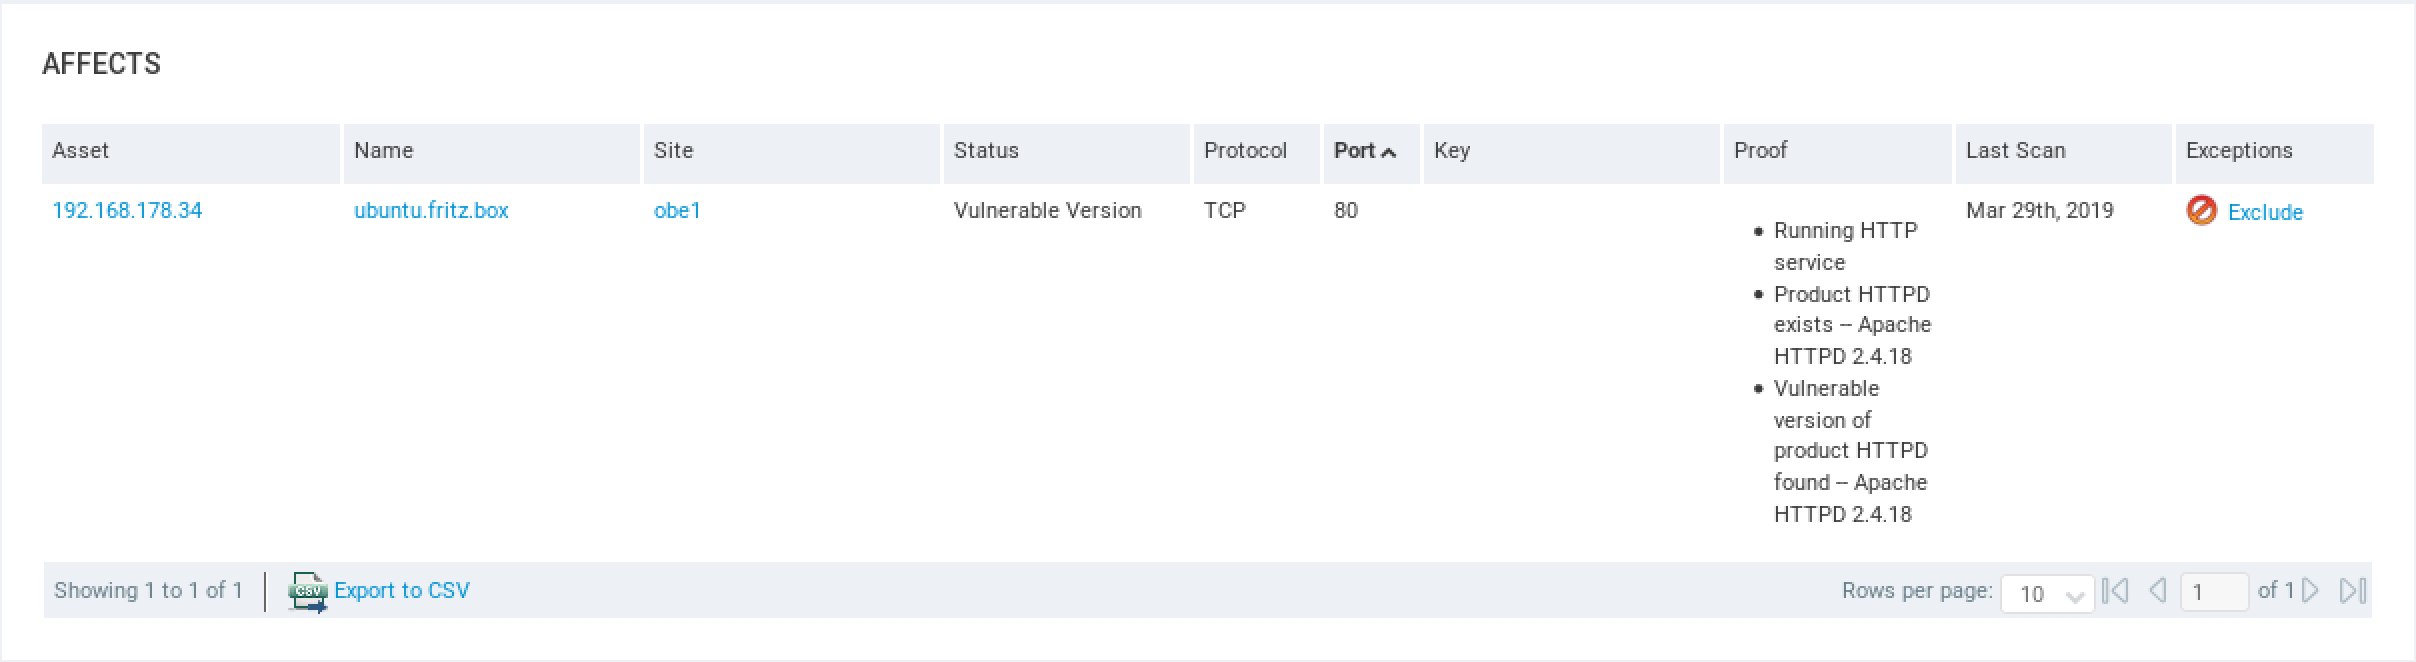 AFFECTS
Asset Name Site Status Protocol Port Key Proof Last Scan Exceptions
192.168.178.34 ubuntu.fritz.box obe1 Vulnerable Version TCP 80 Mar 29th, 2019 Exclude
• Running HTTP
service
• Product HTTPD
exists – Apache
HTTPD 2.4.18
• Vulnerable
version of
product HTTPD
found – Apache
HTTPD 2.4.18
Showing 1 to 1 of 1 CSV Export to CSV Rows per page: 10 1 of 1